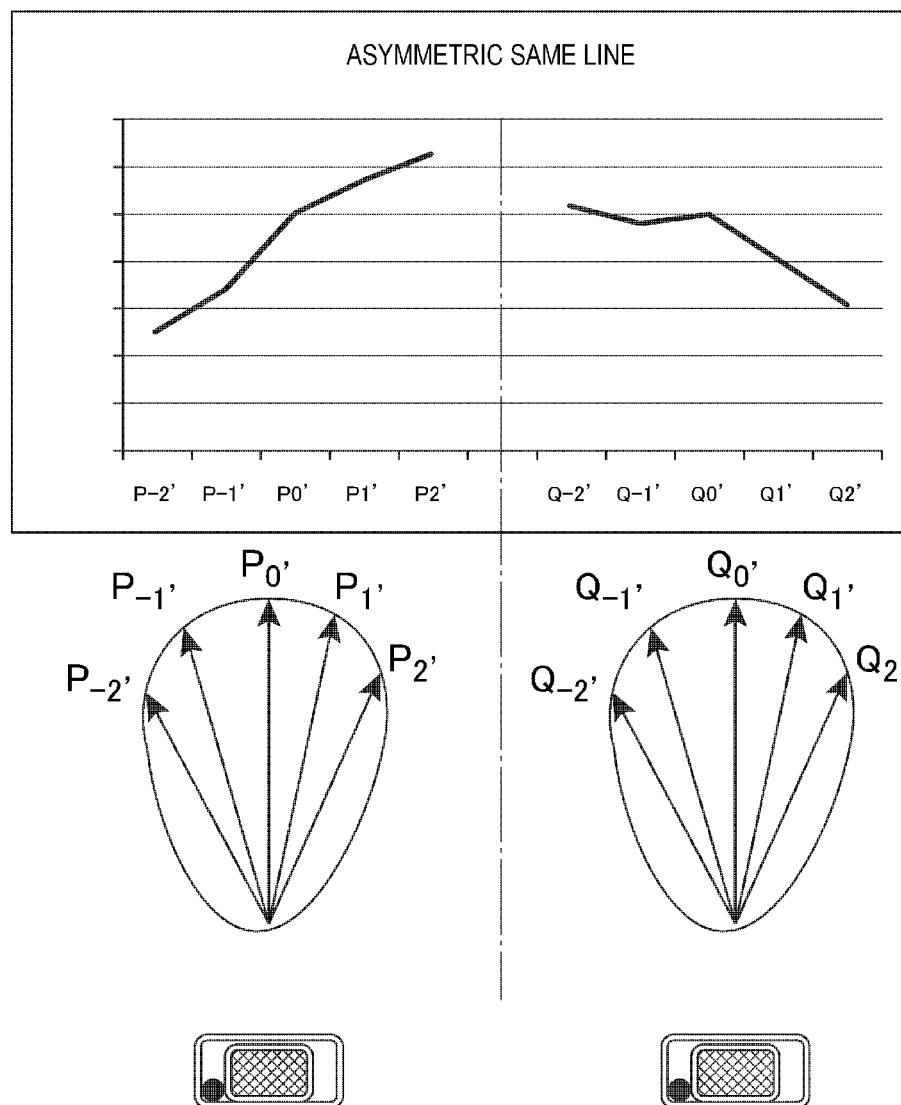 ASYMMETRIC SAME LINE
P-2' P-1' P0' P1' P2' Q-2' Q-1' Q0' Q1' Q2'
P0' Q0'
P-1' P1' Q-1' Q1'
P-2' P2' Q-2' Q2